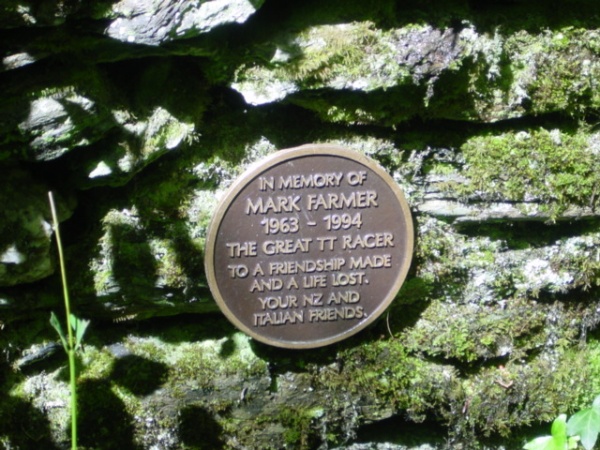 IN MEMORY OF
MARK FARMER
1963 - 1994
THE GREAT TT RACER
TO A FRIENDSHIP MADE
AND A LIFE LOST.
YOUR NZ AND
ITALIAN FRIENDS.